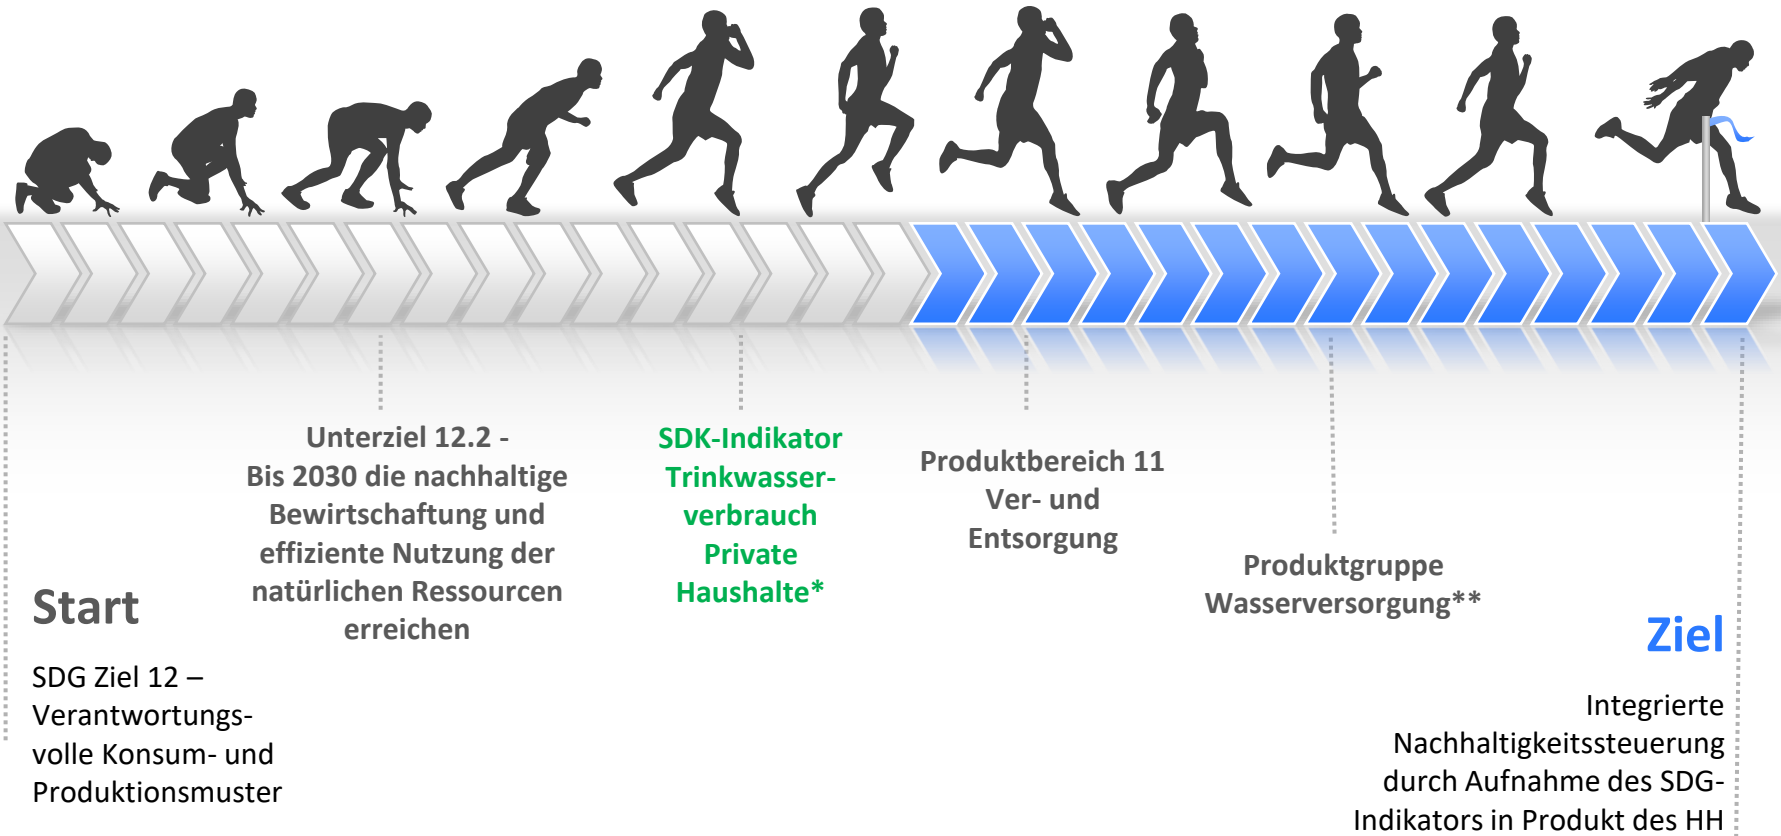 Start
SDG Ziel 12 –
Verantwortungs-
volle Konsum- und
Produktionsmuster
Unterziel 12.2 -
Bis 2030 die nachhaltige
Bewirtschaftung und
effiziente Nutzung der
natürlichen Ressourcen
erreichen
SDK-Indikator
Trinkwasser-
verbrauch
Private
Haushalte*
Produktbereich 11
Ver- und
Entsorgung
Produktgruppe
Wasserversorgung**
Ziel
Integrierte
Nachhaltigkeitssteuerung
durch Aufnahme des SDG-
Indikators in Produkt des HH